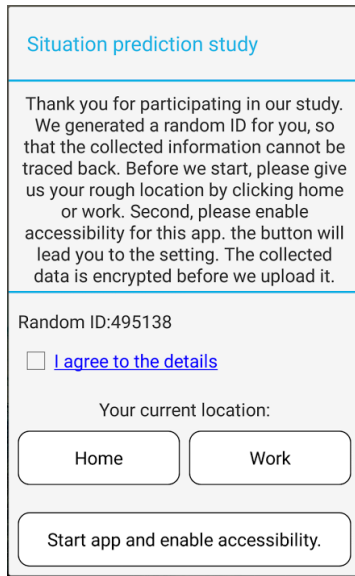 Situation prediction study
Thank you for participating in our study.
We generated a random ID for you, so
that the collected information cannot be
traced back. Before we start, please give
us your rough location by clicking home
or work. Second, please enable
accessibility for this app. the button will
lead you to the setting. The collected
data is encrypted before we upload it.
Random ID:495138
I agree to the details
Your current location:
Home Work
Start app and enable accessibility.